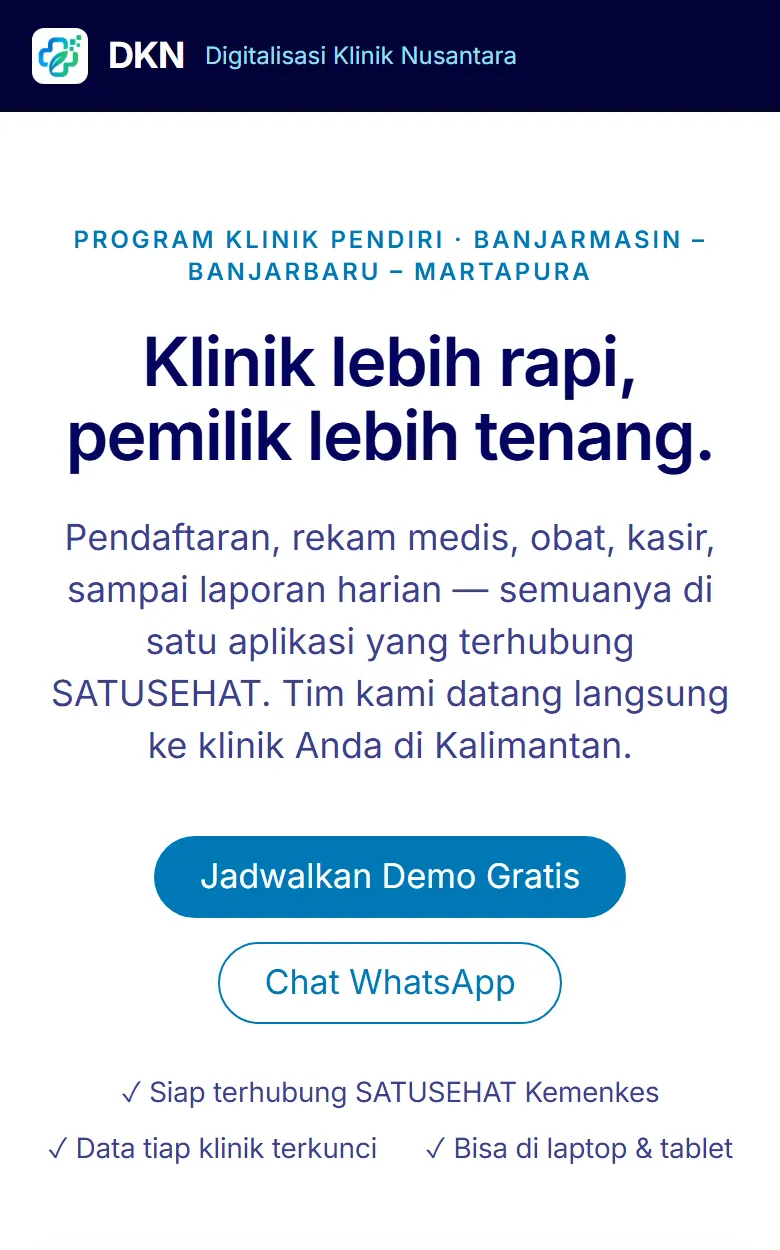 DKN Digitalisasi Klinik Nusantara
PROGRAM KLINIK PENDIRI · BANJARMASIN –
BANJARBARU – MARTAPURA
Klinik lebih rapi,
pemilik lebih tenang.
Pendaftaran, rekam medis, obat, kasir,
sampai laporan harian — semuanya di
satu aplikasi yang terhubung
SATUSEHAT. Tim kami datang langsung
ke klinik Anda di Kalimantan.
Jadwalkan Demo Gratis
Chat WhatsApp
✓ Siap terhubung SATUSEHAT Kemenkes
✓ Data tiap klinik terkunci ✓ Bisa di laptop & tablet